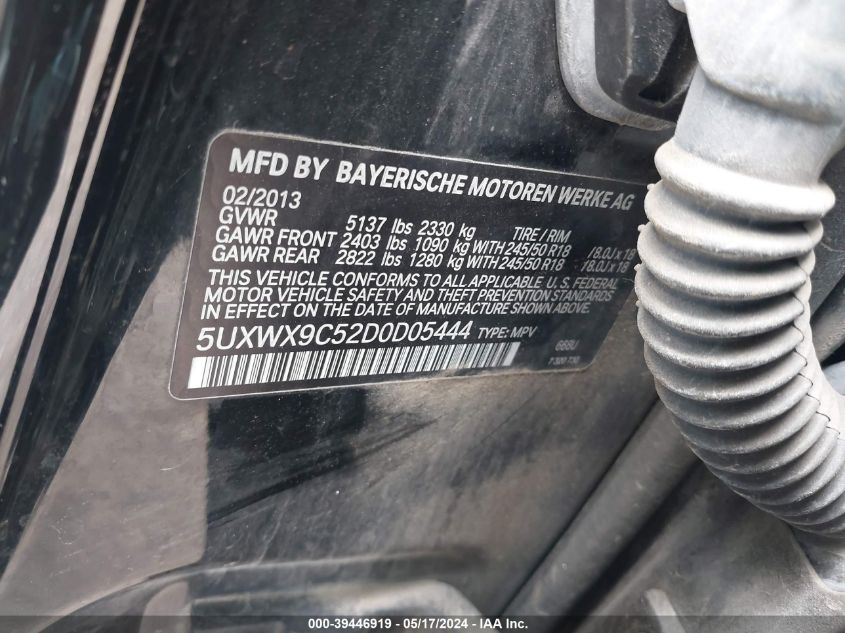 MFD BY BAYERISCHE MOTOREN WERKE AG
02/2013
GVWR 5137 lbs 2330 kg TIRE / RIM
GAWR FRONT 2403 lbs 1090 kg WITH 245/50 R18 /8.0J x 18
GAWR REAR 2822 lbs 1280 kg WITH 245/50 R18 /8.0J x 18
THIS VEHICLE CONFORMS TO ALL APPLICABLE U. S. FEDERAL
MOTOR VEHICLE SAFETY AND THEFT PREVENTION STANDARDS
IN EFFECT ON THE DATE OF MANUFACTURE SHOWN ABOVE.
5UXWX9C52D0D05444 TYPE: MPV
000-39446919 - 05/17/2024 - IAAI Inc.